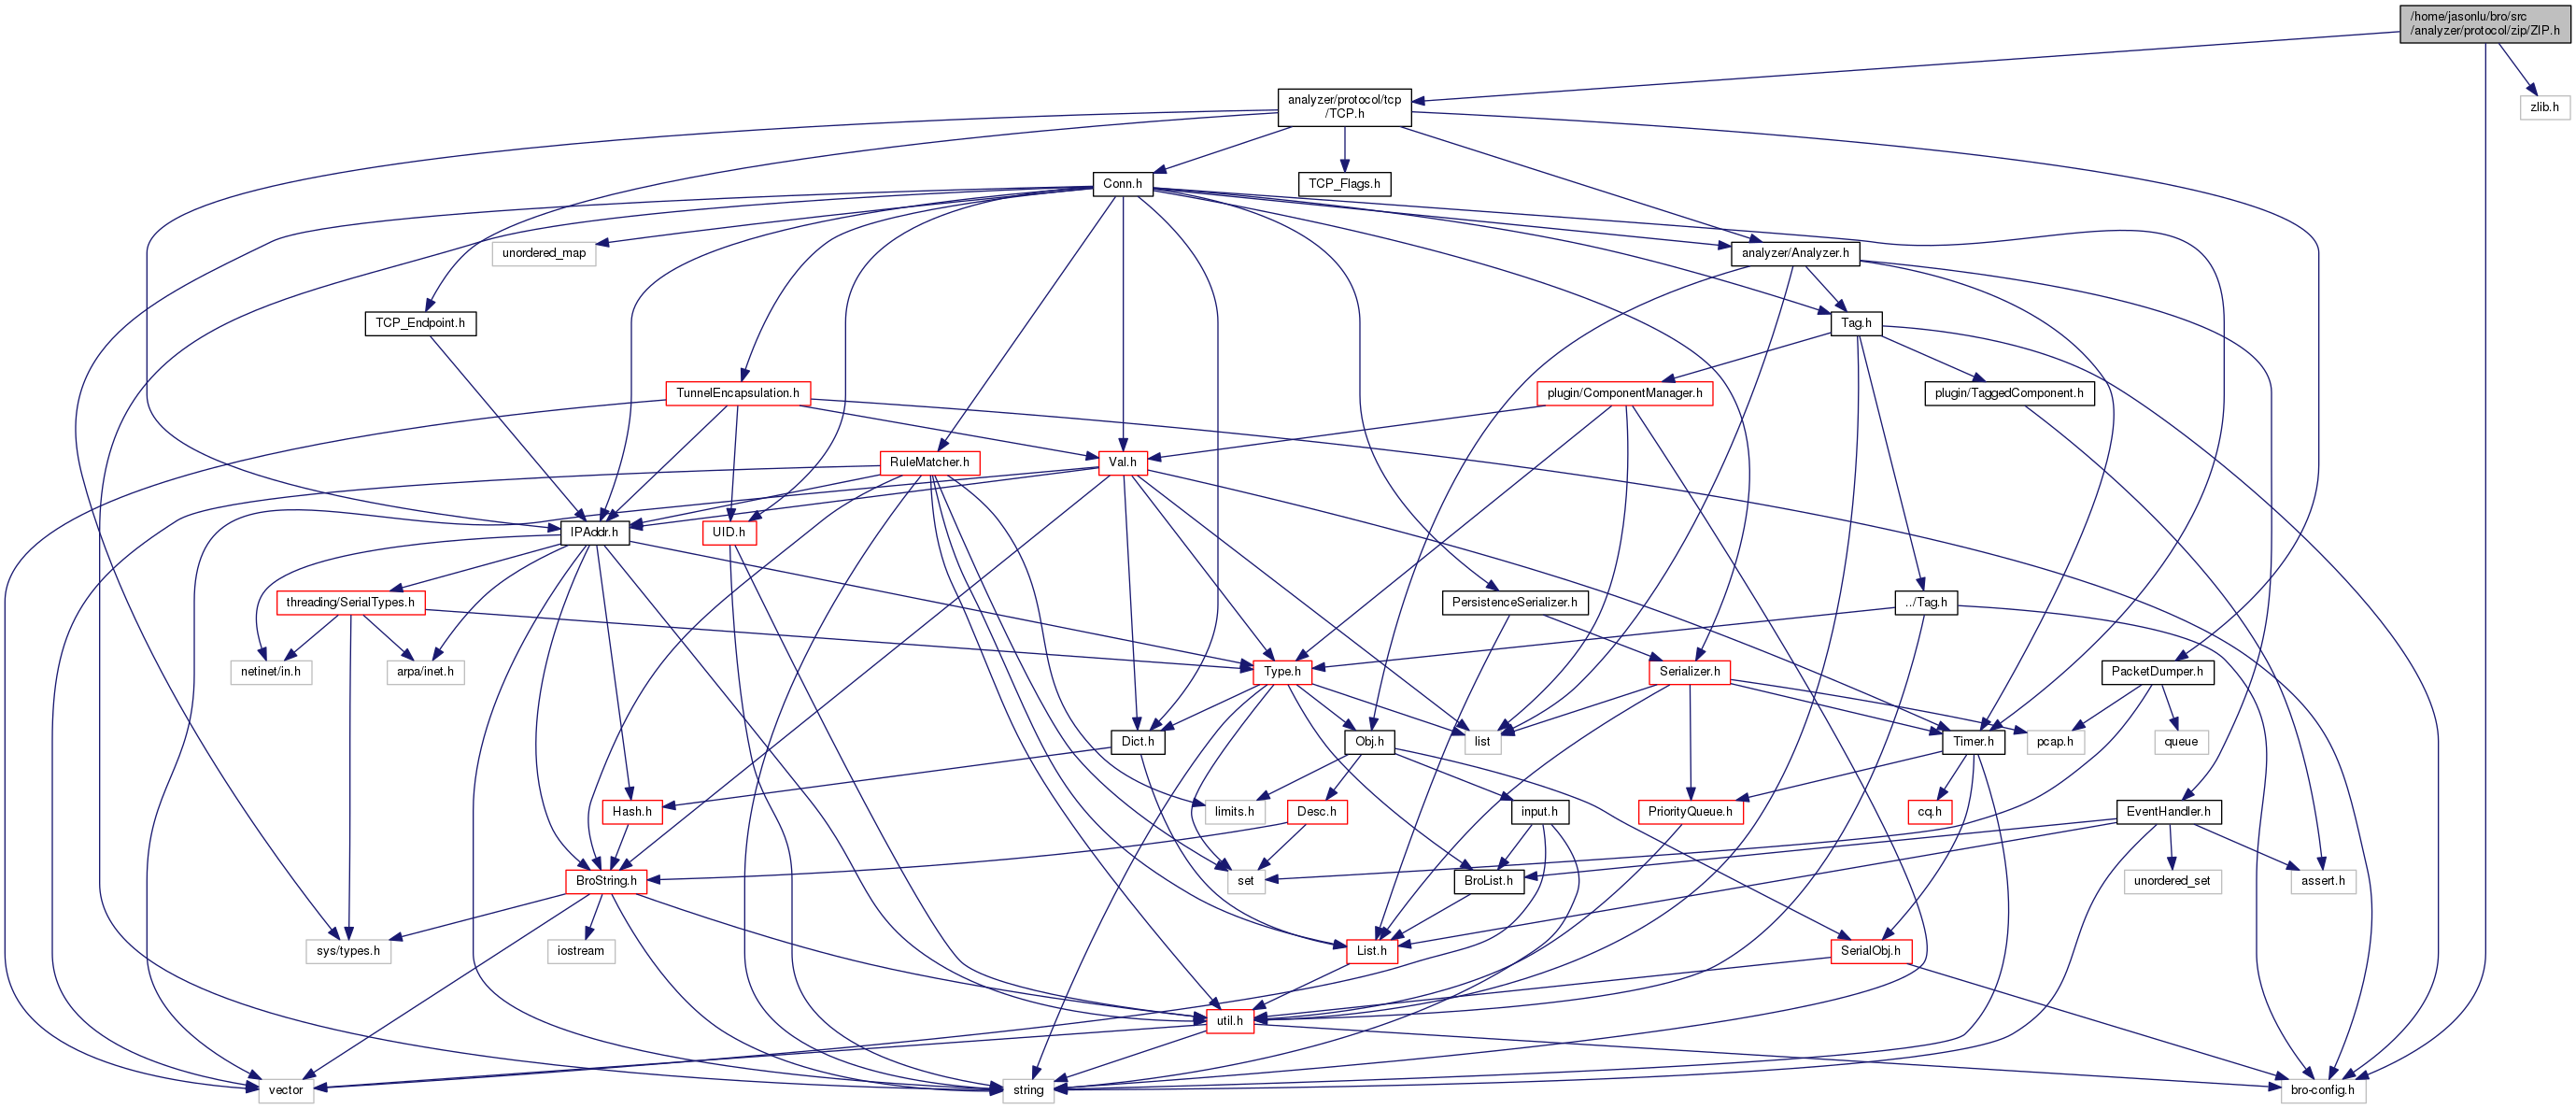 /home/jasonlu/bro/src
/analyzer/protocol/zip/ZIP.h
analyzer/protocol/tcp
/TCP.h
zlib.h
Conn.h
TCP_Flags.h
unordered_map
analyzer/Analyzer.h
TCP_Endpoint.h
Tag.h
TunnelEncapsulation.h
plugin/ComponentManager.h
plugin/TaggedComponent.h
RuleMatcher.h
Val.h
IPAddr.h
UID.h
threading/SerialTypes.h
PersistenceSerializer.h
../Tag.h
netinet/in.h
arpa/inet.h
Type.h
Serializer.h
PacketDumper.h
Dict.h
Obj.h
list
Timer.h
pcap.h
queue
Hash.h
limits.h
Desc.h
input.h
PriorityQueue.h
cq.h
EventHandler.h
BroString.h
set
BroList.h
unordered_set
assert.h
sys/types.h
iostream
List.h
SerialObj.h
util.h
vector
string
bro-config.h